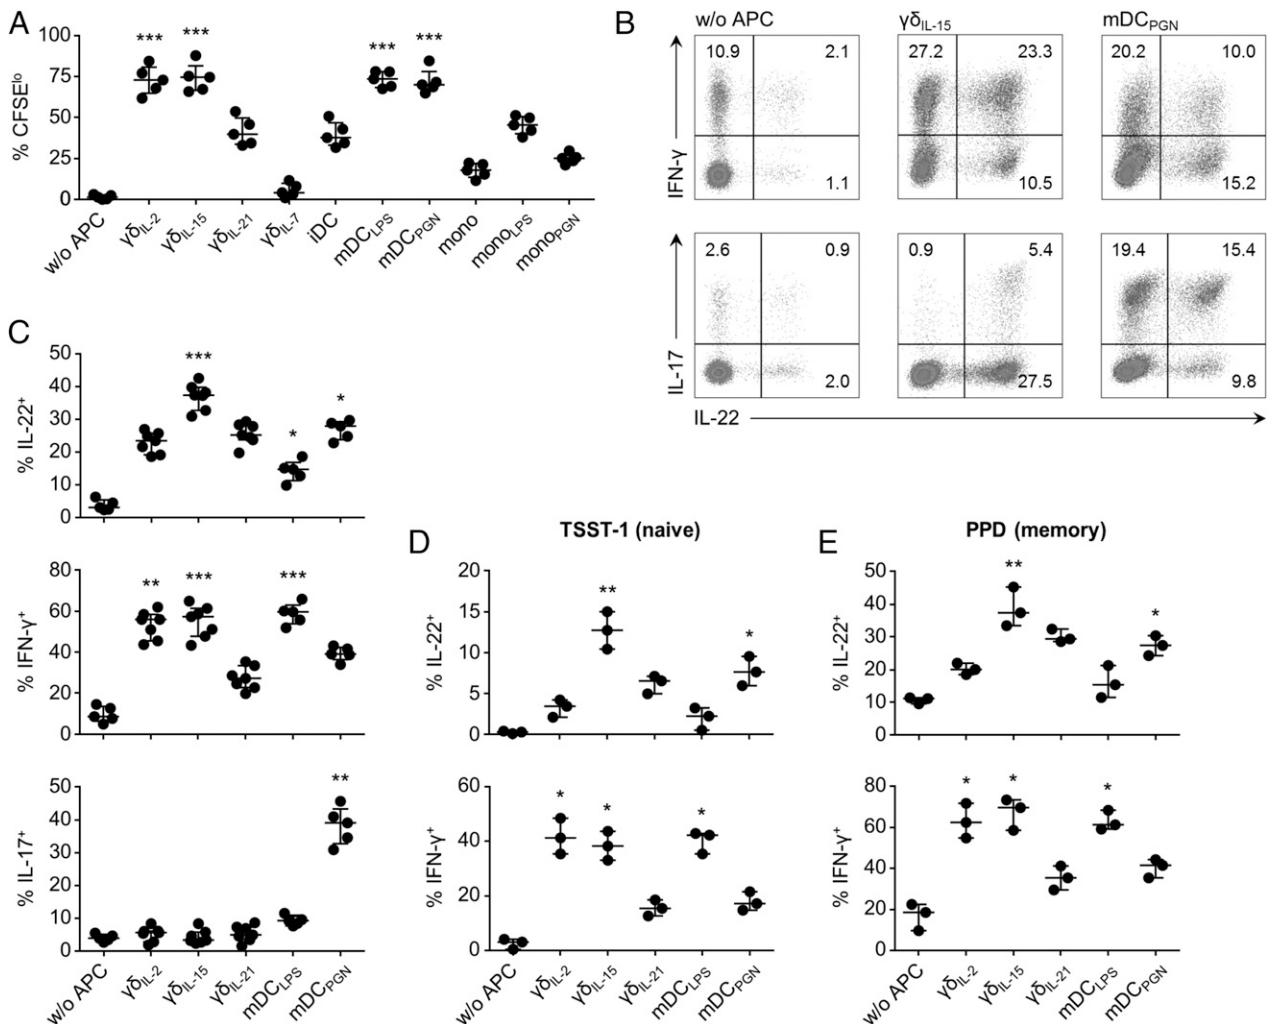 A
% CFSE^lo
100
75
50
25
0
*** *** *** ***
w/o APC γδIL-2 γδIL-15 γδIL-21 γδIL-7 iDC mDCLPS mDCPGN mono monoLPS monoPGN
B
w/o APC γδIL-15 mDCPGN
10.9 2.1 27.2 23.3 20.2 10.0
1.1 10.5 15.2
IFN-γ
2.6 0.9 0.9 5.4 19.4 15.4
2.0 27.5 9.8
IL-17
IL-22
C
% IL-22+
50
40
30
20
10
0
*** * *
% IFN-γ+
80
60
40
20
0
** *** ***
% IL-17+
50
40
30
20
10
0
**
w/o APC γδIL-2 γδIL-15 γδIL-21 mDCLPS mDCPGN
D
TSST-1 (naive)
% IL-22+
20
15
10
5
0
** *
% IFN-γ+
60
40
20
0
* * *
w/o APC γδIL-2 γδIL-15 γδIL-21 mDCLPS mDCPGN
E
PPD (memory)
% IL-22+
50
40
30
20
10
0
** *
% IFN-γ+
80
60
40
20
0
* * *
w/o APC γδIL-2 γδIL-15 γδIL-21 mDCLPS mDCPGN